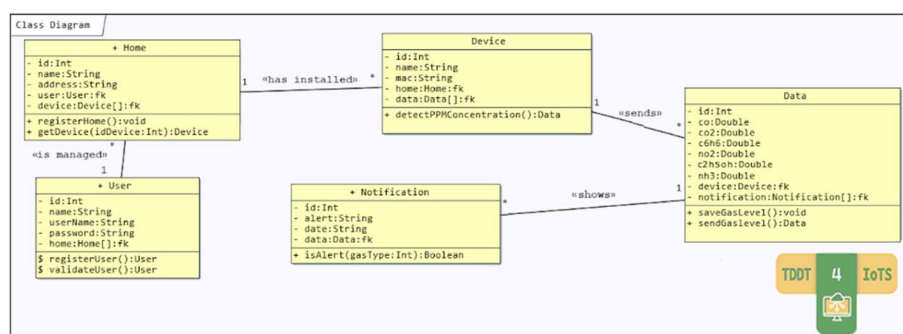 Class Diagram
+ Home
- id:Int
- name:String
- address:String
- user:User:fk
- device:Device[]:fk
+ registerHome():void
+ getDevice(idDevice:Int):Device
1 «has installed» *
Device
- id:Int
- name:String
- mac:String
- home:Home:fk
- data:Data[]:fk
+ detectPPMConcentration():Data
1
«sends»
*
Data
- id:Int
- co:Double
- co2:Double
- c6h6:Double
- no2:Double
- c2h5oh:Double
- nh3:Double
- device:Device:fk
- notification:Notification[]:fk
+ saveGasLevel():void
+ sendGaslevel():Data
*
«is managed»
1
+ User
- id:Int
- name:String
- userName:String
- password:String
- home:Home[]:fk
$ registerUser():User
$ validateUser():User
+ Notification
- id:Int
- alert:String
- date:String
- data:Data:fk
+ isAlert(gasType:Int):Boolean
* «shows» 1
TDDT 4 IoTS